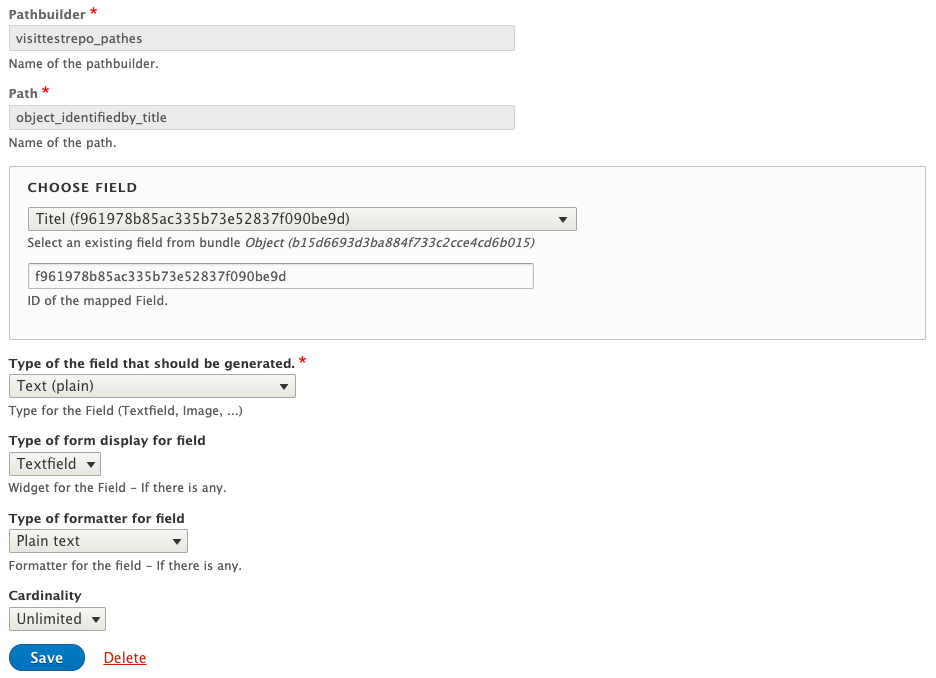 Pathbuilder *
visittestrepo_pathes
Name of the pathbuilder.
Path *
object_identifiedby_title
Name of the path.
CHOOSE FIELD
Titel (f961978b85ac335b73e52837f090be9d)
Select an existing field from bundle Object (b15d6693d3ba884f733c2cce4cd6b015)
f961978b85ac335b73e52837f090be9d
ID of the mapped Field.
Type of the field that should be generated. *
Text (plain)
Type for the Field (Textfield, Image, ...)
Type of form display for field
Textfield
Widget for the Field - If there is any.
Type of formatter for field
Plain text
Formatter for the field - If there is any.
Cardinality
Unlimited
Save Delete